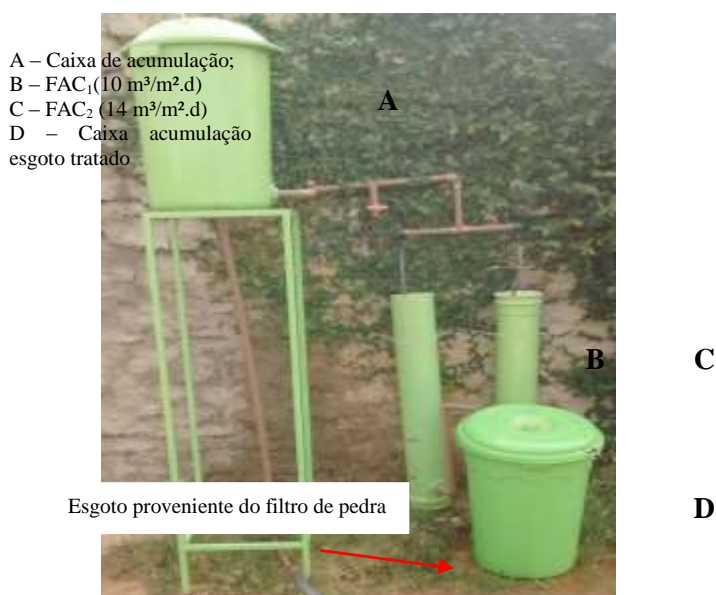 A – Caixa de acumulação;
B – FAC₁(10 m³/m².d)
C – FAC₂ (14 m³/m².d)
D – Caixa acumulação
esgoto tratado
A
B
C
Esgoto proveniente do filtro de pedra
D